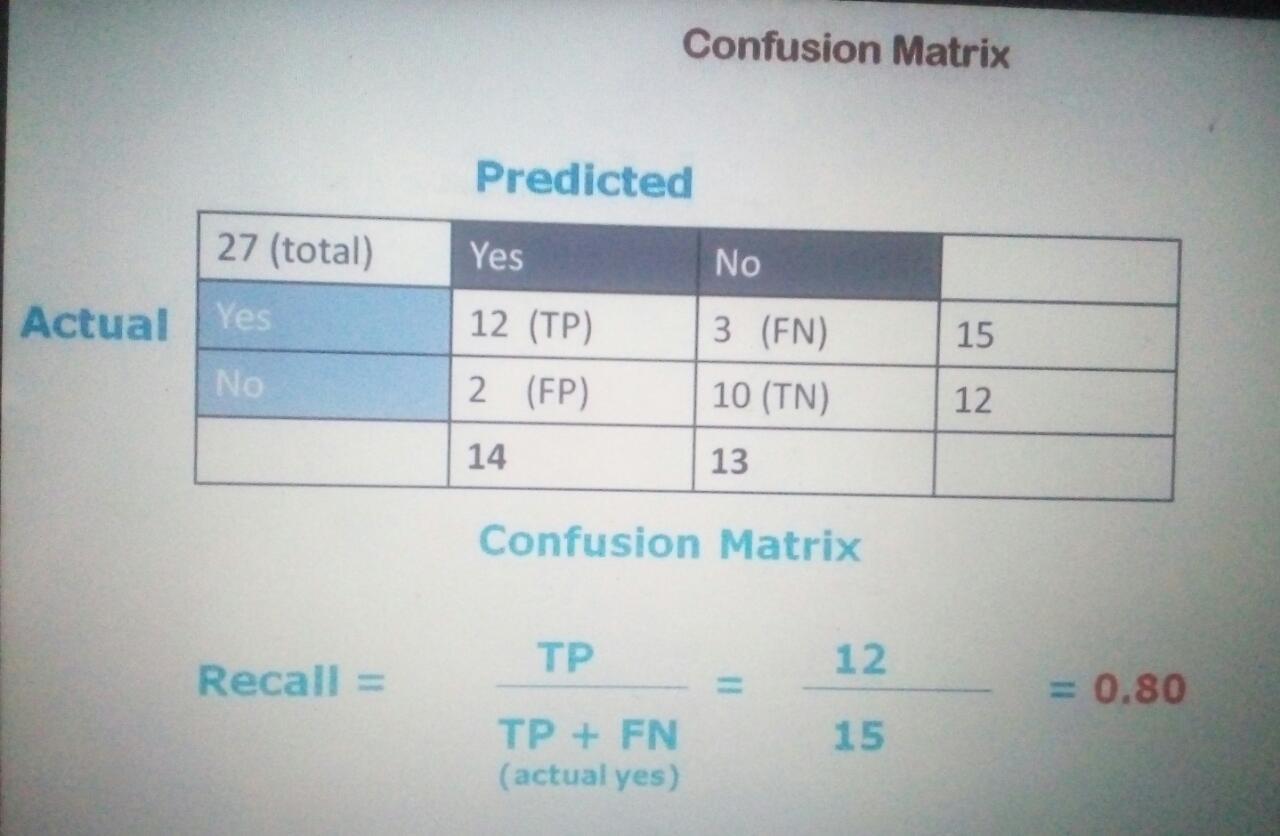 Confusion Matrix
Predicted
27 (total) Yes No
Actual
Yes 12 (TP) 3 (FN) 15
No 2 (FP) 10 (TN) 12
14 13
Confusion Matrix
Recall = TP = 12 = 0.80
TP + FN 15
(actual yes)